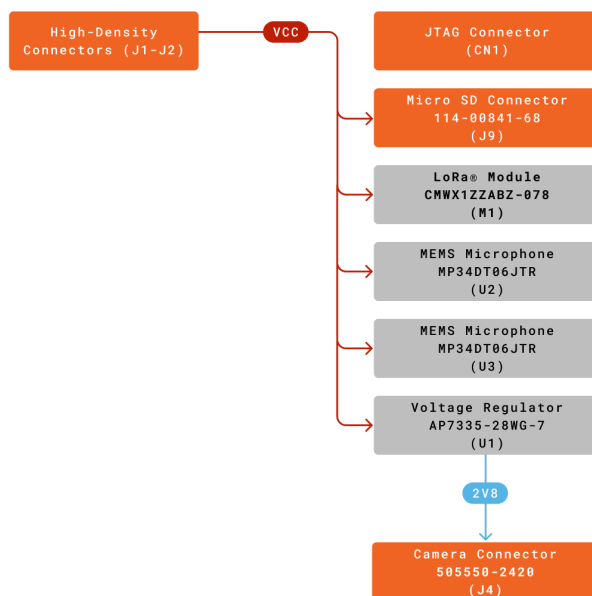 High-Density
Connectors (J1-J2)
VCC
JTAG Connector
(CN1)
Micro SD Connector
114-00841-68
(J9)
LoRa® Module
CMWX1ZZABZ-078
(M1)
MEMS Microphone
MP34DT06JTR
(U2)
MEMS Microphone
MP34DT06JTR
(U3)
Voltage Regulator
AP7335-28WG-7
(U1)
2V8
Camera Connector
505550-2420
(J4)